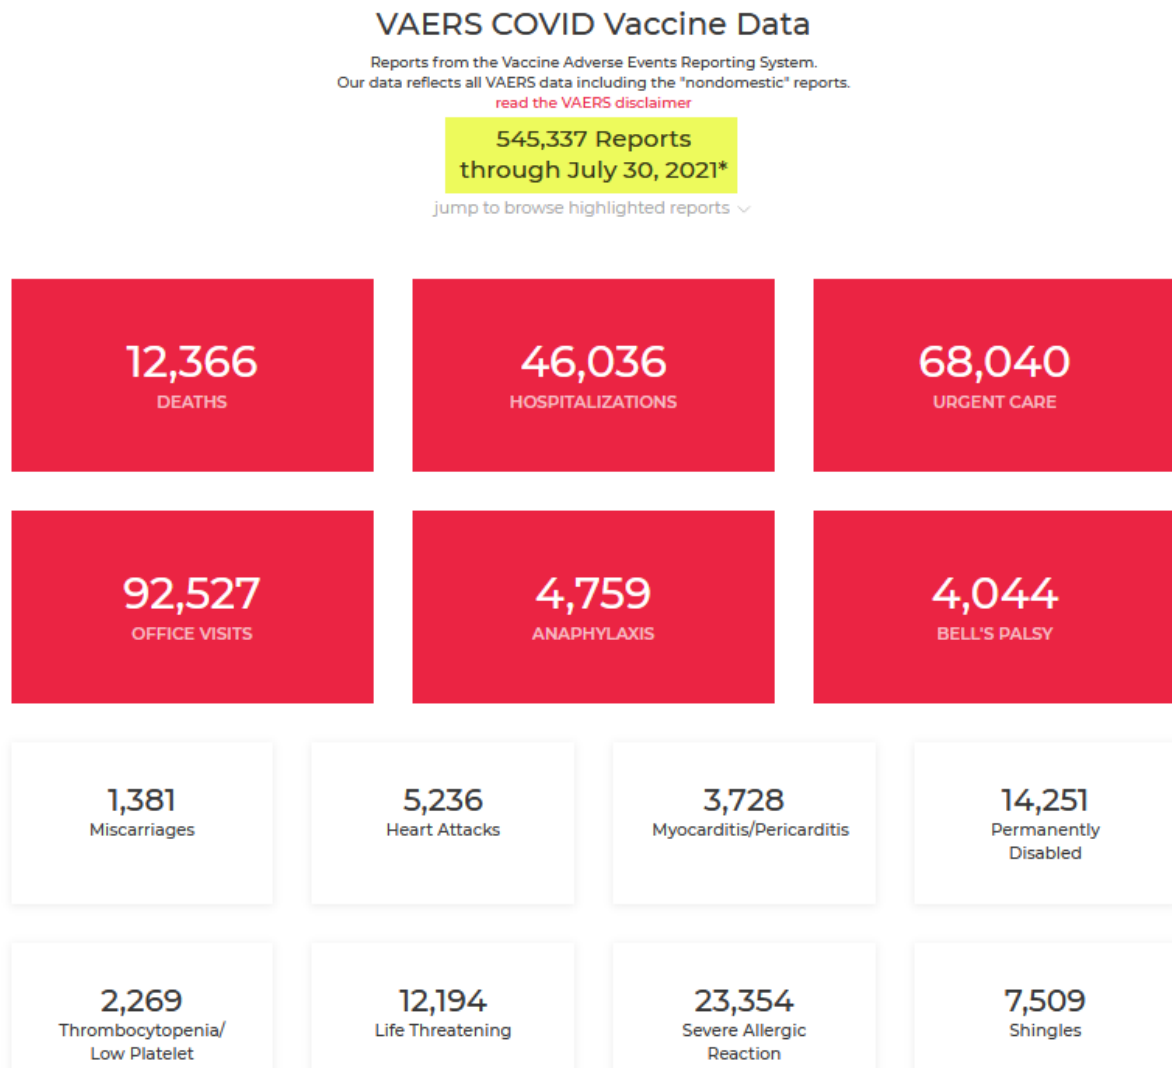 VAERS COVID Vaccine Data
Reports from the Vaccine Adverse Events Reporting System.
Our data reflects all VAERS data including the "nondomestic" reports.
read the VAERS disclaimer
545,337 Reports
through July 30, 2021*
jump to browse highlighted reports
12,366
DEATHS
46,036
HOSPITALIZATIONS
68,040
URGENT CARE
92,527
OFFICE VISITS
4,759
ANAPHYLAXIS
4,044
BELL'S PALSY
1,381
Miscarriages
5,236
Heart Attacks
3,728
Myocarditis/Pericarditis
14,251
Permanently
Disabled
2,269
Thrombocytopenia/
Low Platelet
12,194
Life Threatening
23,354
Severe Allergic
Reaction
7,509
Shingles